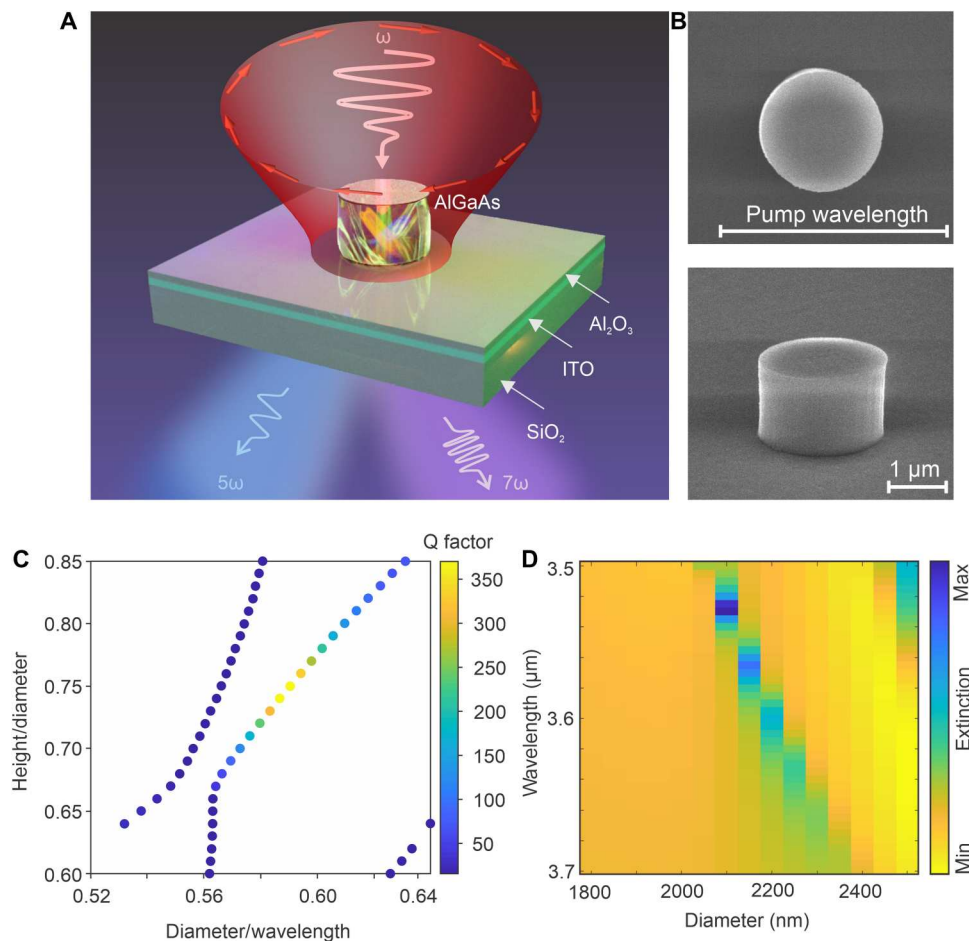 A
ω
AlGaAs
Al₂O₃
ITO
SiO₂
5ω
7ω
B
Pump wavelength
1 µm
C
Q factor
0.85
0.80
0.75
0.70
0.65
0.60
Height/diameter
0.52
0.56
0.60
0.64
Diameter/wavelength
350
300
250
200
150
100
50
D
3.5
3.6
3.7
Wavelength (µm)
1800
2000
2200
2400
Diameter (nm)
Max
Extinction
Min